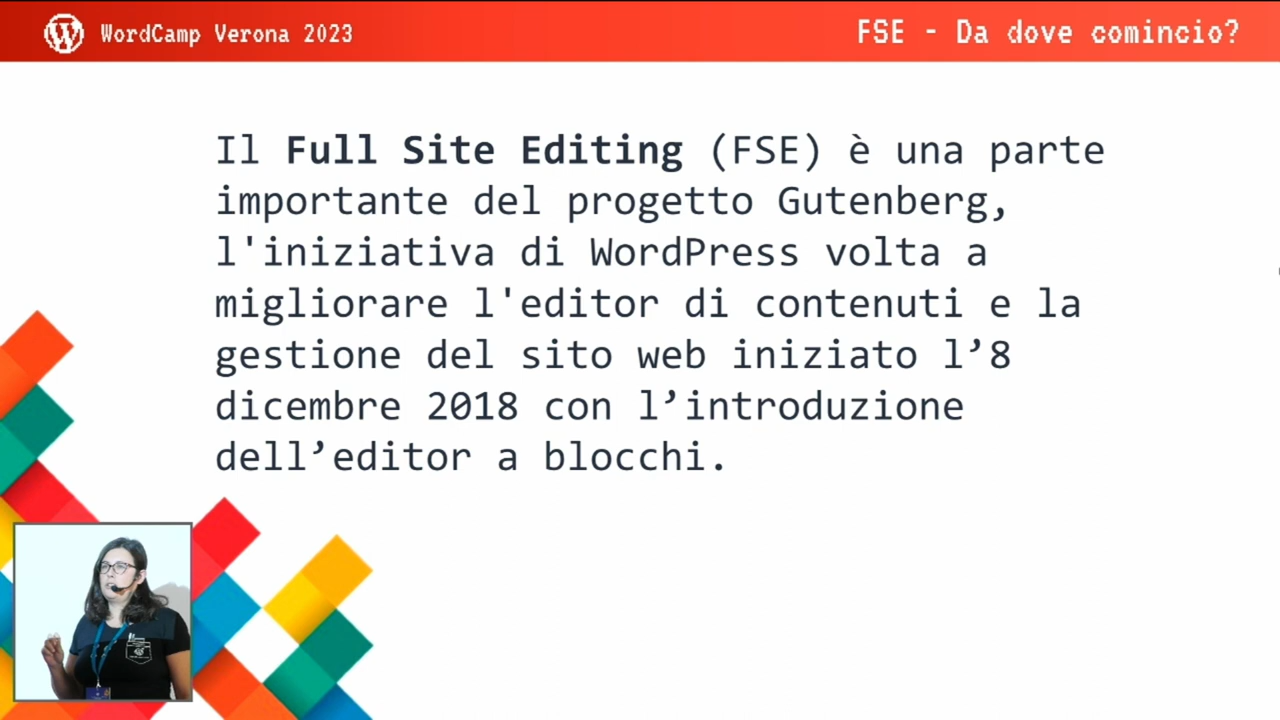 WordCamp Verona 2023
FSE - Da dove comincio?
Il Full Site Editing (FSE) è una parte
importante del progetto Gutenberg,
l'iniziativa di WordPress volta a
migliorare l'editor di contenuti e la
gestione del sito web iniziato l’8
dicembre 2018 con l’introduzione
dell’editor a blocchi.